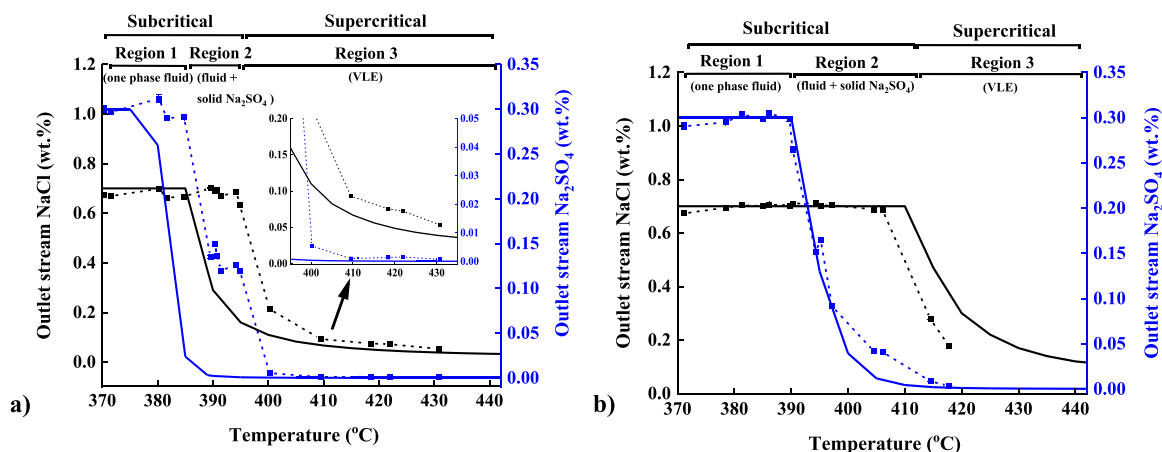 Subcritical Supercritical
Region 1 Region 2 Region 3
(one phase fluid) (fluid + (VLE)
solid Na₂SO₄ )
1.2
1.0
0.8
0.6
0.4
0.2
0.0
Outlet stream NaCl (wt.%)
0.20
0.15
0.10
0.05
0.00
400 410 420 430
0.05
0.04
0.03
0.02
0.01
0.00
0.35
0.30
0.25
0.20
0.15
0.10
0.05
0.00
Outlet stream Na₂SO₄ (wt.%)
370 380 390 400 410 420 430 440
Temperature (°C)
a)
Subcritical Supercritical
Region 1 Region 2 Region 3
(one phase fluid) (fluid + solid Na₂SO₄) (VLE)
1.2
1.0
0.8
0.6
0.4
0.2
0.0
Outlet stream NaCl (wt.%)
0.35
0.30
0.25
0.20
0.15
0.10
0.05
0.00
Outlet stream Na₂SO₄ (wt.%)
370 380 390 400 410 420 430 440
Temperature (°C)
b)